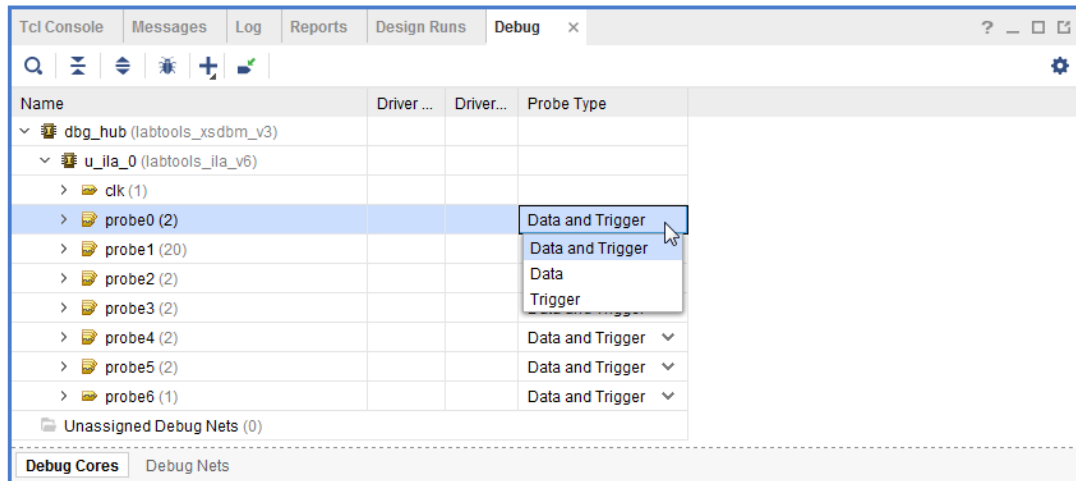 Tcl Console Messages Log Reports Design Runs Debug × ? _
Name Driver ... Driver... Probe Type
dbg_hub (labtools_xsdbm_v3)
u_ila_0 (labtools_ila_v6)
clk (1)
probe0 (2) Data and Trigger
probe1 (20) Data and Trigger
probe2 (2) Data
probe3 (2) Trigger
probe4 (2) Data and Trigger
probe5 (2) Data and Trigger
probe6 (1) Data and Trigger
Unassigned Debug Nets (0)
Debug Cores Debug Nets